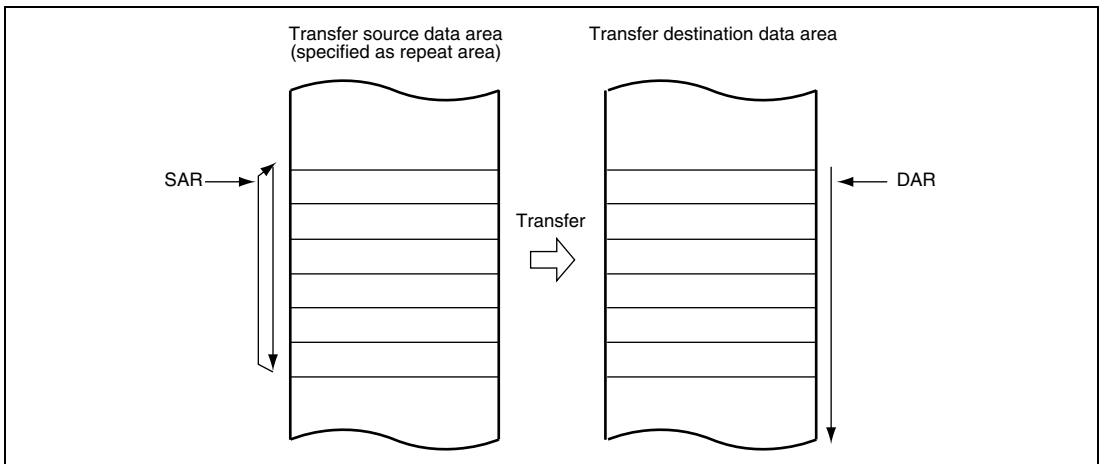 Transfer source data area
(specified as repeat area)
Transfer destination data area
SAR
DAR
Transfer